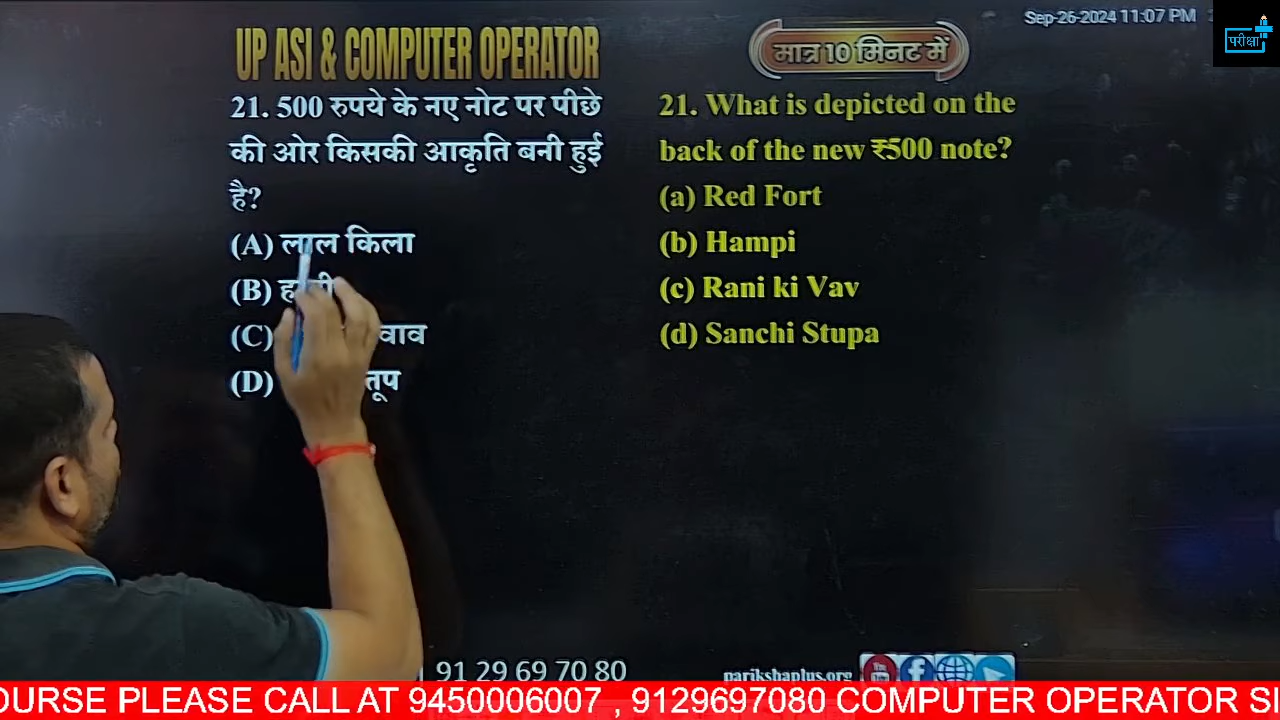 Sep-26-2024 11:07 PM
परीक्षा
UP ASI & COMPUTER OPERATOR
मात्र 10 मिनट में
21. 500 रुपये के नए नोट पर पीछे
की ओर किसकी आकृति बनी हुई
है?
(A) लाल किला
(B)
(C) वाव
(D)
21. What is depicted on the
back of the new ₹500 note?
(a) Red Fort
(b) Hampi
(c) Rani ki Vav
(d) Sanchi Stupa
91 29 69 70 80
parikshaplus.org
OURSE PLEASE CALL AT 9450006007 , 9129697080 COMPUTER OPERATOR